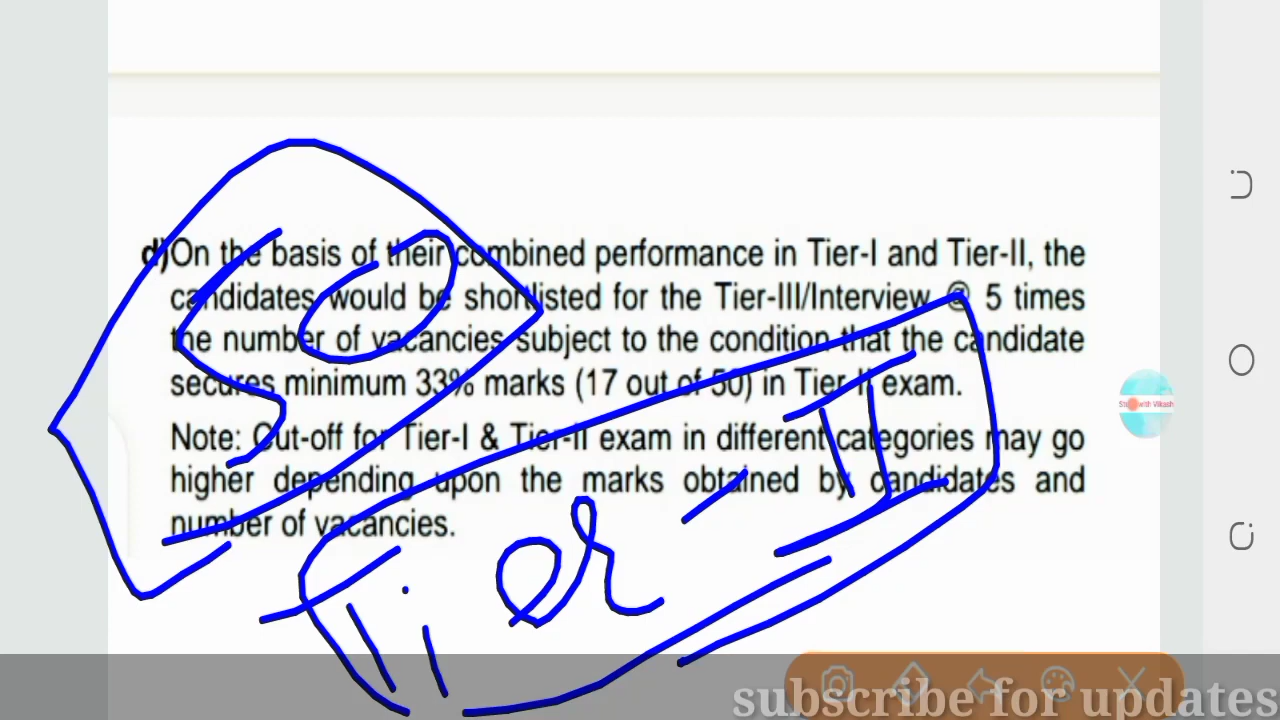 d)On the basis of their combined performance in Tier-I and Tier-II, the
candidates would be shortlisted for the Tier-III/Interview @ 5 times
the number of vacancies subject to the condition that the candidate
secures minimum 33% marks (17 out of 50) in Tier II exam.
Note: Cut-off for Tier-I & Tier-II exam in different categories may go
higher depending upon the marks obtained by candidates and
number of vacancies.
50
Tier-II
subscribe for updates